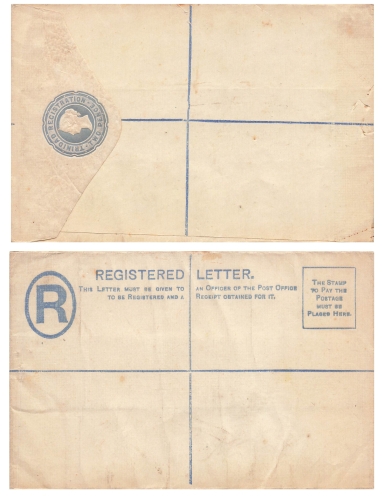 TRINIDAD REGISTRATION
REGISTERED LETTER.
THIS LETTER MUST BE GIVEN TO AN OFFICER OF THE POST OFFICE
TO BE REGISTERED AND A RECEIPT OBTAINED FOR IT.
R
THE STAMP
TO PAY THE
POSTAGE
MUST BE
PLACED HERE.